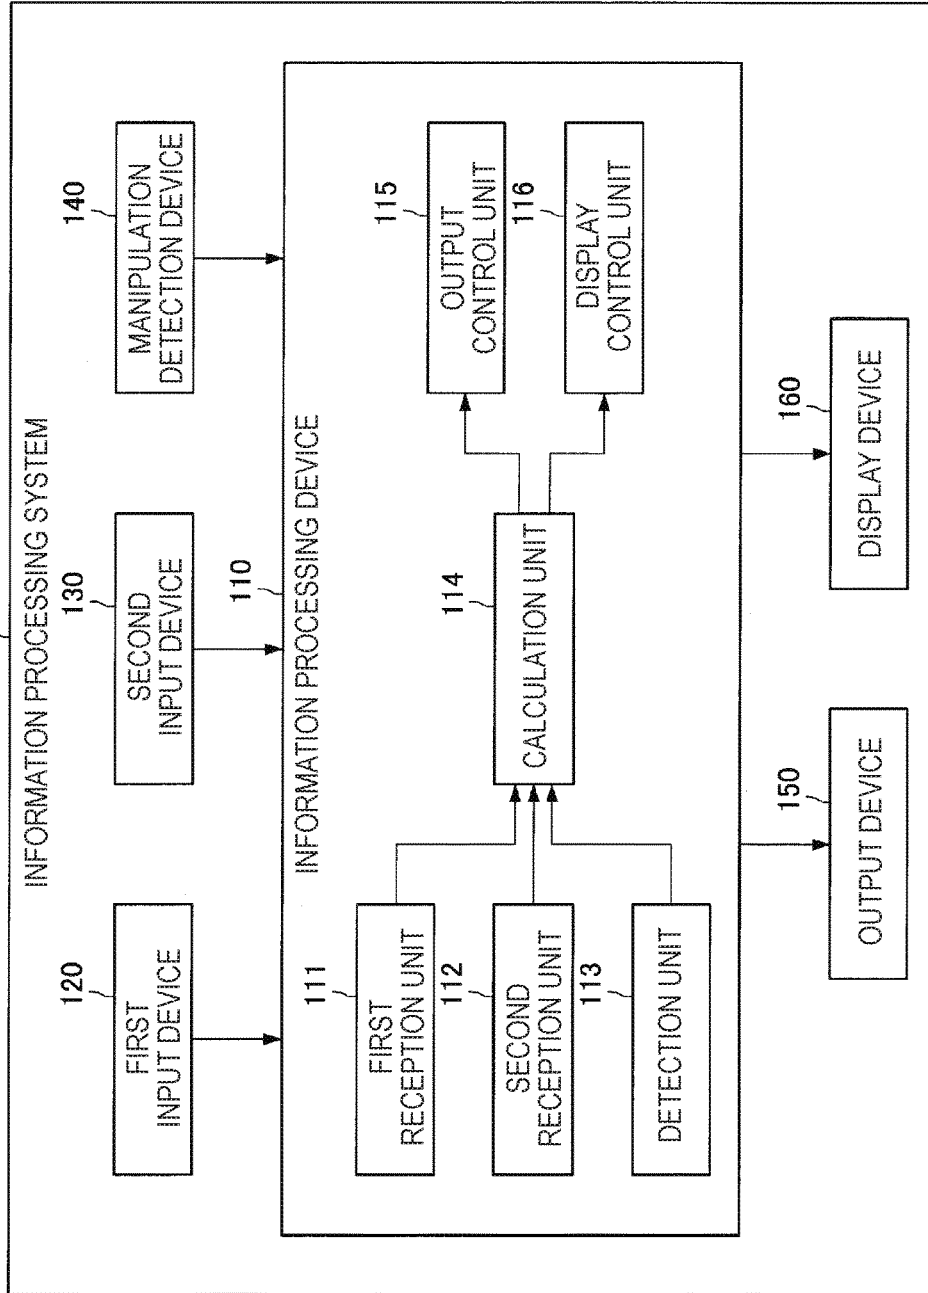 INFORMATION PROCESSING SYSTEM
120
FIRST
INPUT DEVICE
130
SECOND
INPUT DEVICE
140
MANIPULATION
DETECTION DEVICE
110
INFORMATION PROCESSING DEVICE
111
FIRST
RECEPTION UNIT
112
SECOND
RECEPTION UNIT
113
DETECTION UNIT
114
CALCULATION UNIT
115
OUTPUT
CONTROL UNIT
116
DISPLAY
CONTROL UNIT
150
OUTPUT DEVICE
160
DISPLAY DEVICE